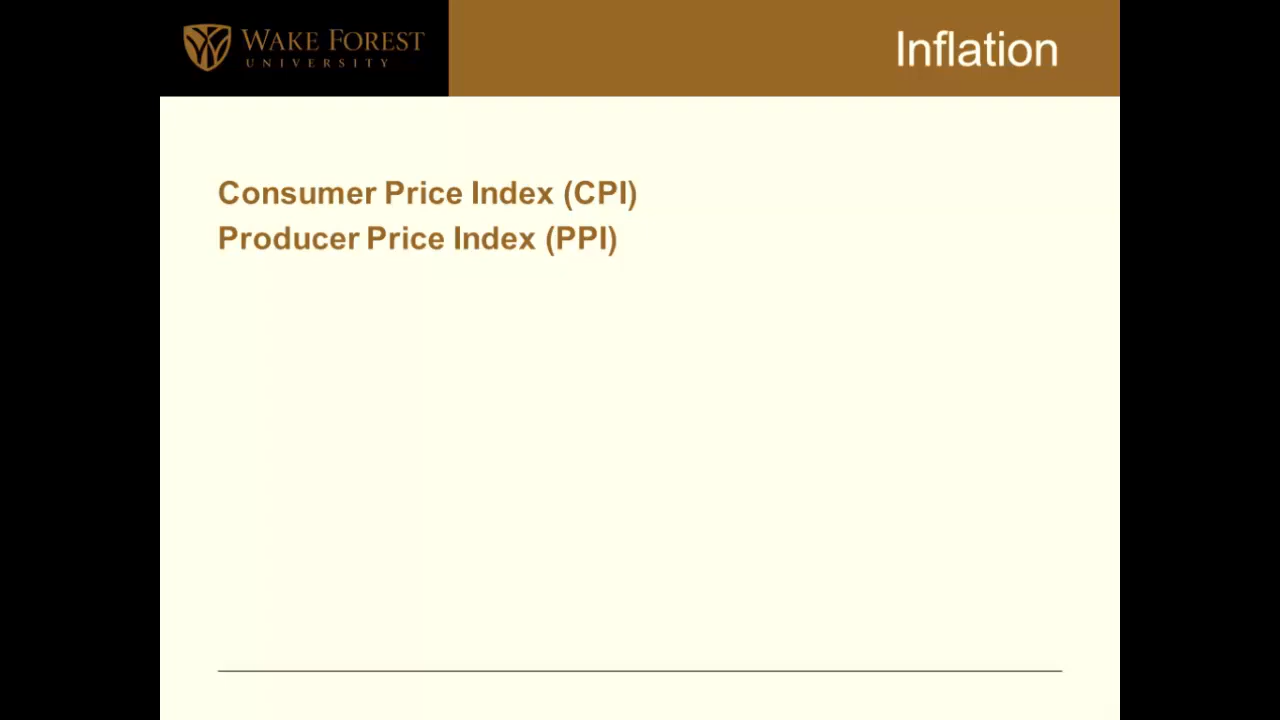 WAKE FOREST
UNIVERSITY
Inflation
Consumer Price Index (CPI)
Producer Price Index (PPI)